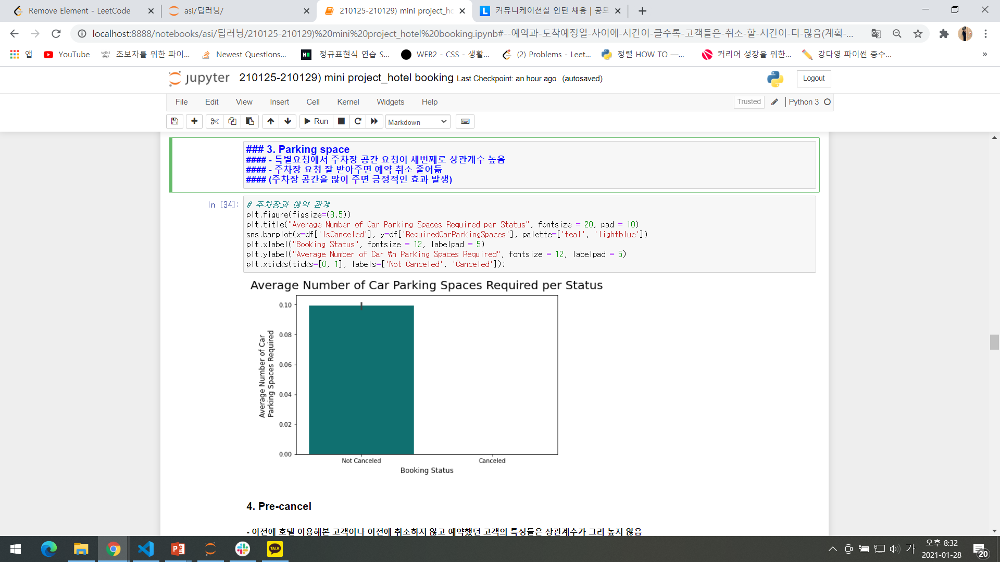 Remove Element - LeetCode
asi/딥러닝/
210125-210129) mini project_ho
커뮤니케이션실 인턴 채용 | 공모
localhost:8888/notebooks/asi/딥러닝/210125-210129)%20mini%20project_hotel%20booking.ipynb#--예약과-도착예정일-사이에-시간이-클수록-고객들은-취소-할-시간이-더-많음(계획-...
앱
YouTube
wiki docs
초보자를 위한 파이...
Newest Questions...
정규표현식 연습 S...
WEB2 - CSS - 생활...
(2) Problems - Leet...
정렬 HOW TO —...
커리어 성장을 위한...
강다영 파이썬 중수...
»
jupyter
210125-210129) mini project_hotel booking Last Checkpoint: an hour ago (autosaved)
Logout
File Edit View Insert Cell Kernel Widgets Help
Trusted
Python 3
Run
Markdown
### 3. Parking space
#### - 특별요청에서 주차장 공간 요청이 세번째로 상관계수 높음
#### - 주차장 요청 잘 받아주면 예약 취소 줄어듦
#### (주차장 공간을 많이 주면 긍정적인 효과 발생)
In [34]:
# 주차장과 예약 관계
plt.figure(figsize=(8,5))
plt.title("Average Number of Car Parking Spaces Required per Status", fontsize = 20, pad = 10)
sns.barplot(x=df['IsCanceled'], y=df['RequiredCarParkingSpaces'], palette=['teal', 'lightblue'])
plt.xlabel("Booking Status", fontsize = 12, labelpad = 5)
plt.ylabel("Average Number of Car ₩n Parking Spaces Required", fontsize = 12, labelpad = 5)
plt.xticks(ticks=[0, 1], labels=['Not Canceled', 'Canceled']);
Average Number of Car Parking Spaces Required per Status
Average Number of Car
Parking Spaces Required
0.10
0.08
0.06
0.04
0.02
0.00
Not Canceled
Canceled
Booking Status
4. Pre-cancel
- 이전에 호텔 이용해본 고객이나 이전에 취소하지 않고 예약했던 고객의 특성들은 상관계수가 그리 높지 않음
TALK
가
오후 8:32
2021-01-28
20